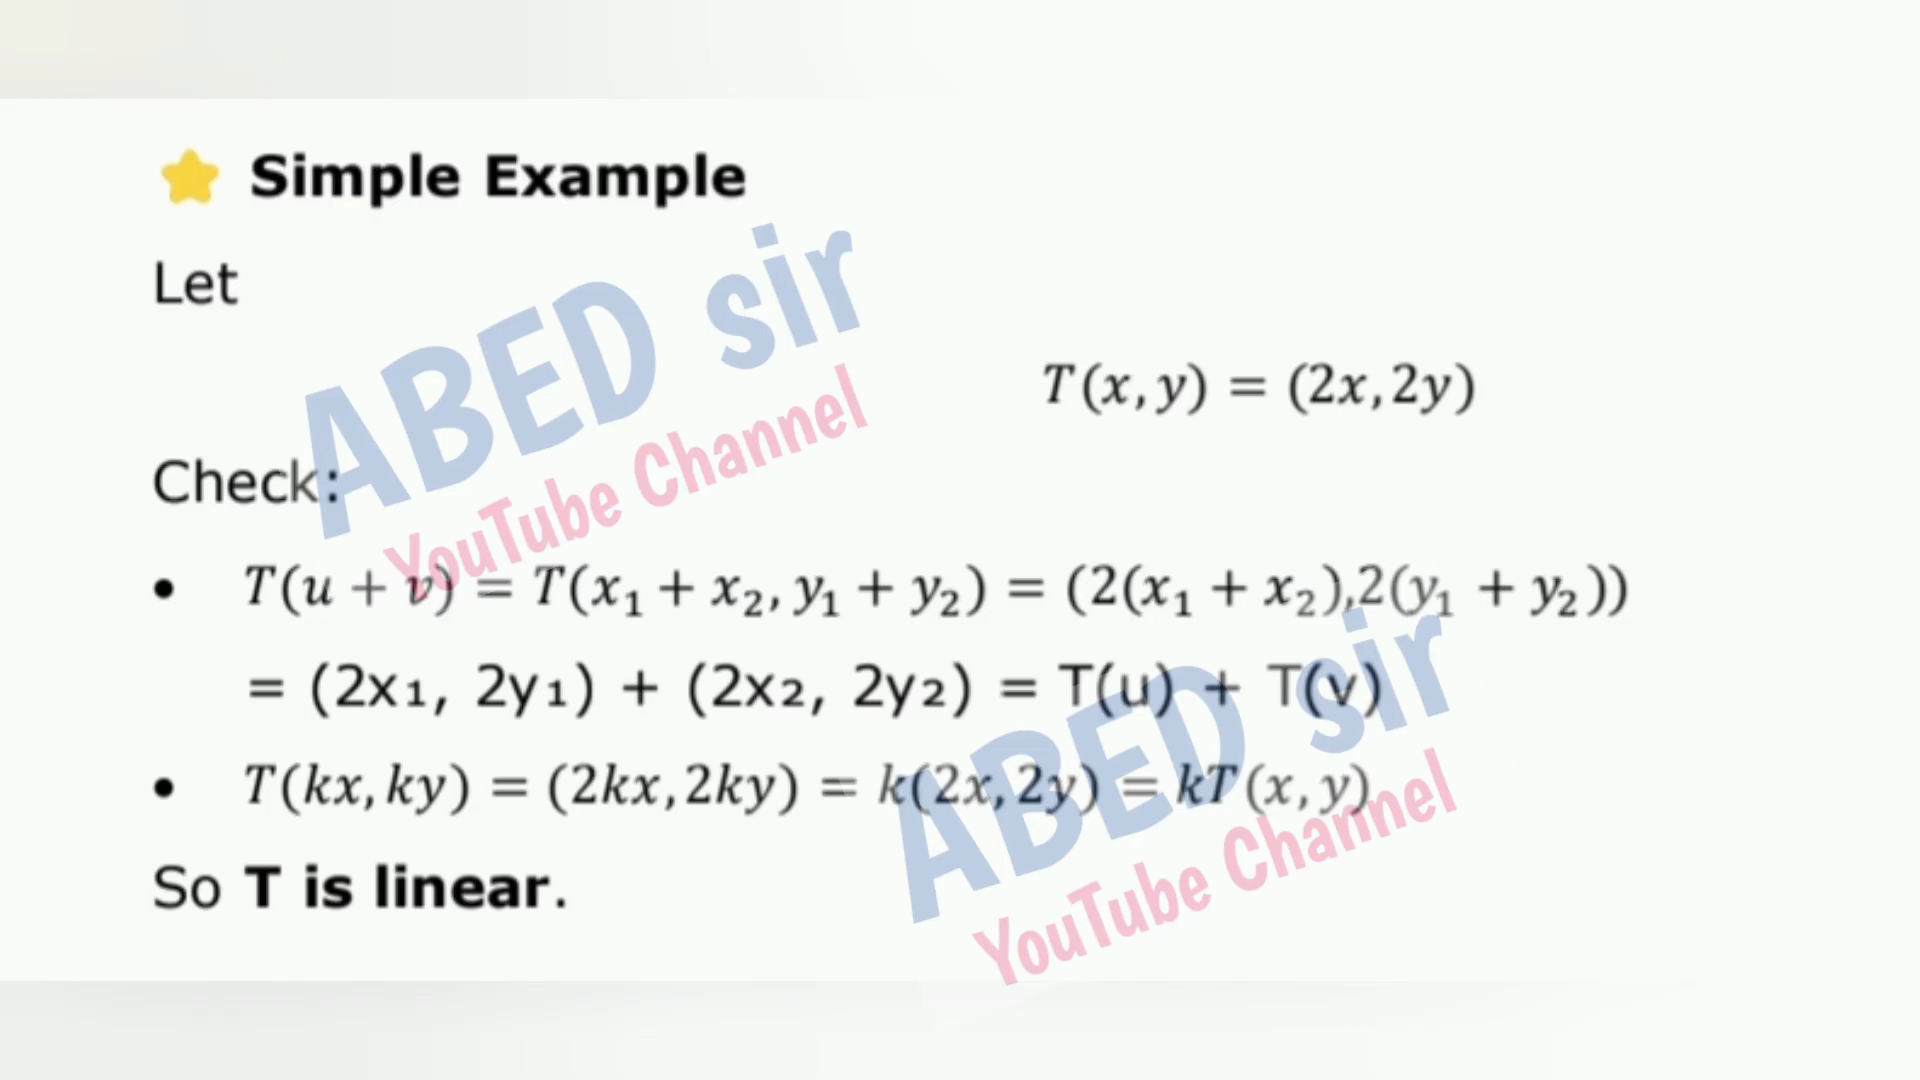 ⭐ Simple Example
Let
T(x, y) = (2x, 2y)
Check:
• T(u + v) = T(x₁ + x₂, y₁ + y₂) = (2(x₁ + x₂),2(y₁ + y₂))
= (2x₁, 2y₁) + (2x₂, 2y₂) = T(u) + T(v)
• T(kx, ky) = (2kx, 2ky) = k(2x, 2y) = kT(x, y)
So T is linear.
ABED sir
YouTube Channel
ABED sir
YouTube Channel